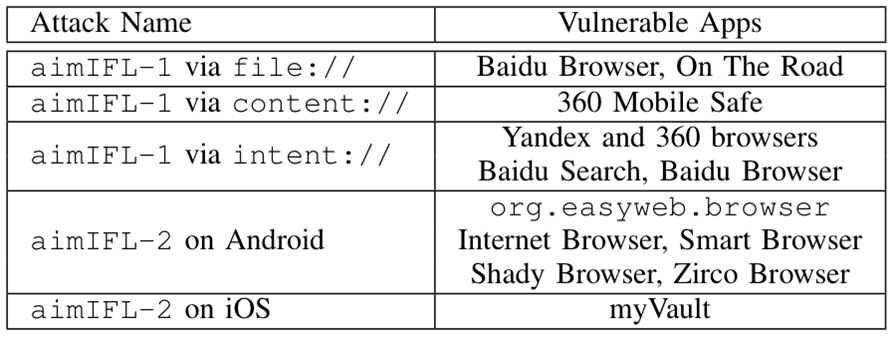 Attack Name Vulnerable Apps
aimIFL-1 via file:// Baidu Browser, On The Road
aimIFL-1 via content:// 360 Mobile Safe
aimIFL-1 via intent:// Yandex and 360 browsers
Baidu Search, Baidu Browser
aimIFL-2 on Android org.easyweb.browser
Internet Browser, Smart Browser
Shady Browser, Zirco Browser
aimIFL-2 on iOS myVault